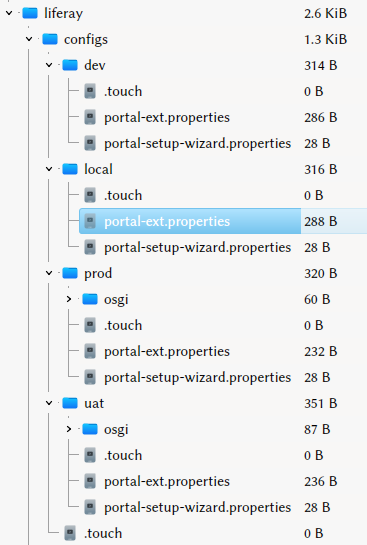 liferay 2.6 KiB
configs 1.3 KiB
dev 314 B
.touch 0 B
portal-ext.properties 286 B
portal-setup-wizard.properties 28 B
local 316 B
.touch 0 B
portal-ext.properties 288 B
portal-setup-wizard.properties 28 B
prod 320 B
osgi 60 B
.touch 0 B
portal-ext.properties 232 B
portal-setup-wizard.properties 28 B
uat 351 B
osgi 87 B
.touch 0 B
portal-ext.properties 236 B
portal-setup-wizard.properties 28 B
.touch 0 B